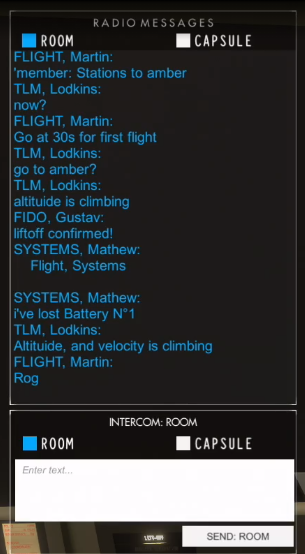 RADIO MESSAGES
ROOM CAPSULE
FLIGHT, Martin:
'member: Stations to amber
TLM, Lodkins:
now?
FLIGHT, Martin:
Go at 30s for first flight
TLM, Lodkins:
go to amber?
TLM, Lodkins:
altituide is climbing
FIDO, Gustav:
liftoff confirmed!
SYSTEMS, Mathew:
Flight, Systems
SYSTEMS, Mathew:
i've lost Battery N°1
TLM, Lodkins:
Altituide, and velocity is climbing
FLIGHT, Martin:
Rog
INTERCOM: ROOM
ROOM CAPSULE
Enter text...
SEND: ROOM